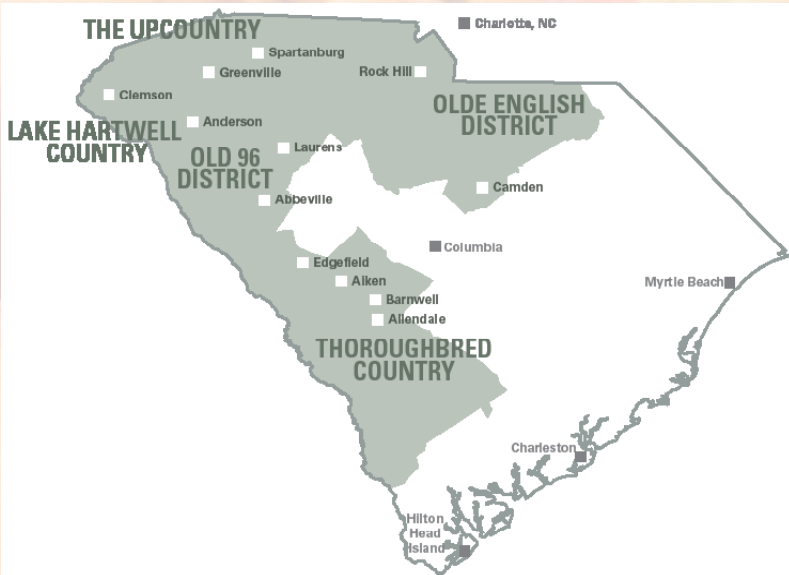 Charlotte, NC
THE UPCOUNTRY
Spartanburg
Greenville
Rock Hill
Clemson
OLDE ENGLISH
DISTRICT
Anderson
LAKE HARTWELL
COUNTRY
Laurens
OLD 96
DISTRICT
Camden
Abbeville
Columbia
Edgefield
Aiken
Myrtle Beach
Barnwell
Allendale
THOROUGHBRED
COUNTRY
Charleston
Hilton
Head
Island